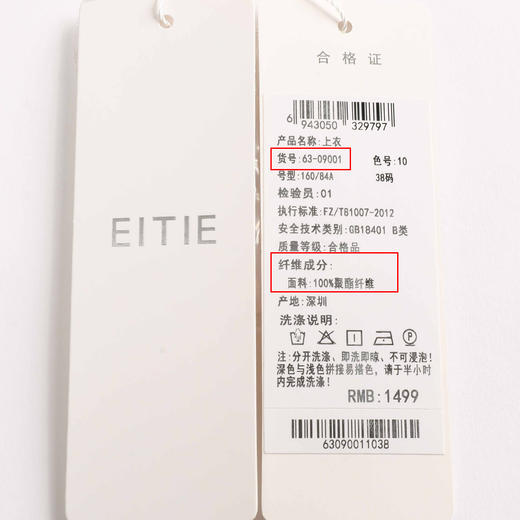 EITIE
合格证
6 943050 329797
产品名称:上衣
货号:63-09001 色号:10
号型:160/84A 38码
检验员:01
执行标准:FZ/T81007-2012
安全技术类别:GB18401 B类
质量等级:合格品
纤维成分:
面料:100%聚酯纤维
产地:深圳
洗涤说明:
注:分开洗涤、即洗即晾、不可浸泡!
深色与浅色拼接易搭色，请于半小时
内完成洗涤!
RMB:1499
63090011038